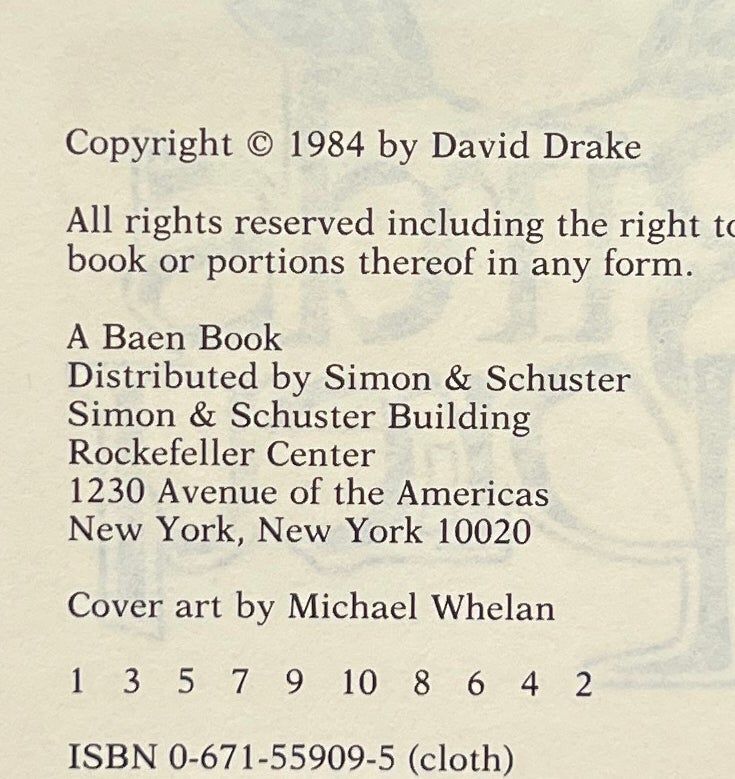 Copyright © 1984 by David Drake
All rights reserved including the right to
book or portions thereof in any form.
A Baen Book
Distributed by Simon & Schuster
Simon & Schuster Building
Rockefeller Center
1230 Avenue of the Americas
New York, New York 10020
Cover art by Michael Whelan
1 3 5 7 9 10 8 6 4 2
ISBN 0-671-55909-5 (cloth)